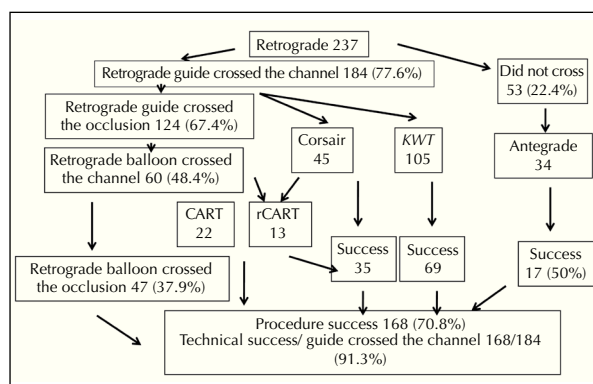 Retrograde 237
Retrograde guide crossed the channel 184 (77.6%)
Did not cross
53 (22.4%)
Retrograde guide crossed
the occlusion 124 (67.4%)
Corsair
45
KWT
105
Antegrade
34
Retrograde balloon crossed
the channel 60 (48.4%)
CART
22
rCART
13
Success
35
Success
69
Success
17 (50%)
Retrograde balloon crossed
the occlusion 47 (37.9%)
Procedure success 168 (70.8%)
Technical success/ guide crossed the channel 168/184
(91.3%)